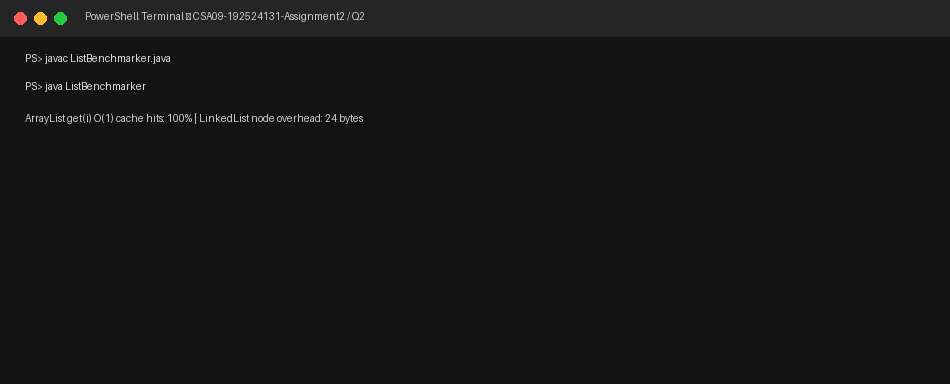 PowerShell Terminal ⍰ CSA09-192524131-Assignment2 / Q2
PS> javac ListBenchmarker.java
PS> java ListBenchmarker
ArrayList get(i) O(1) cache hits: 100% | LinkedList node overhead: 24 bytes